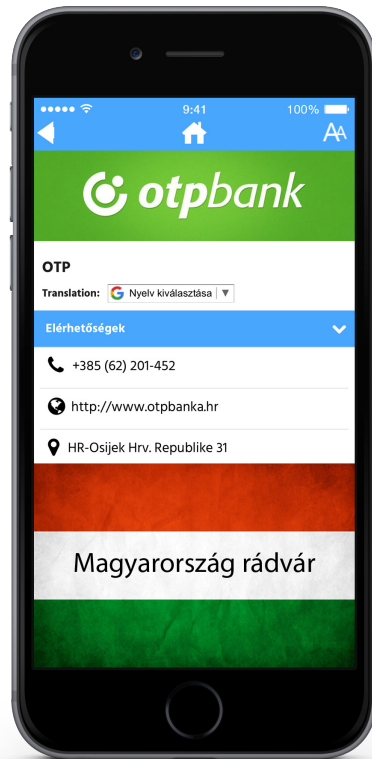 9:41
100%
AA
otpbank
OTP
Translation: G Nyelv kiválasztása ▼
Elérhetőségek
+385 (62) 201-452
http://www.otpbanka.hr
HR-Osijek Hrv. Republike 31
Magyarország rádvár